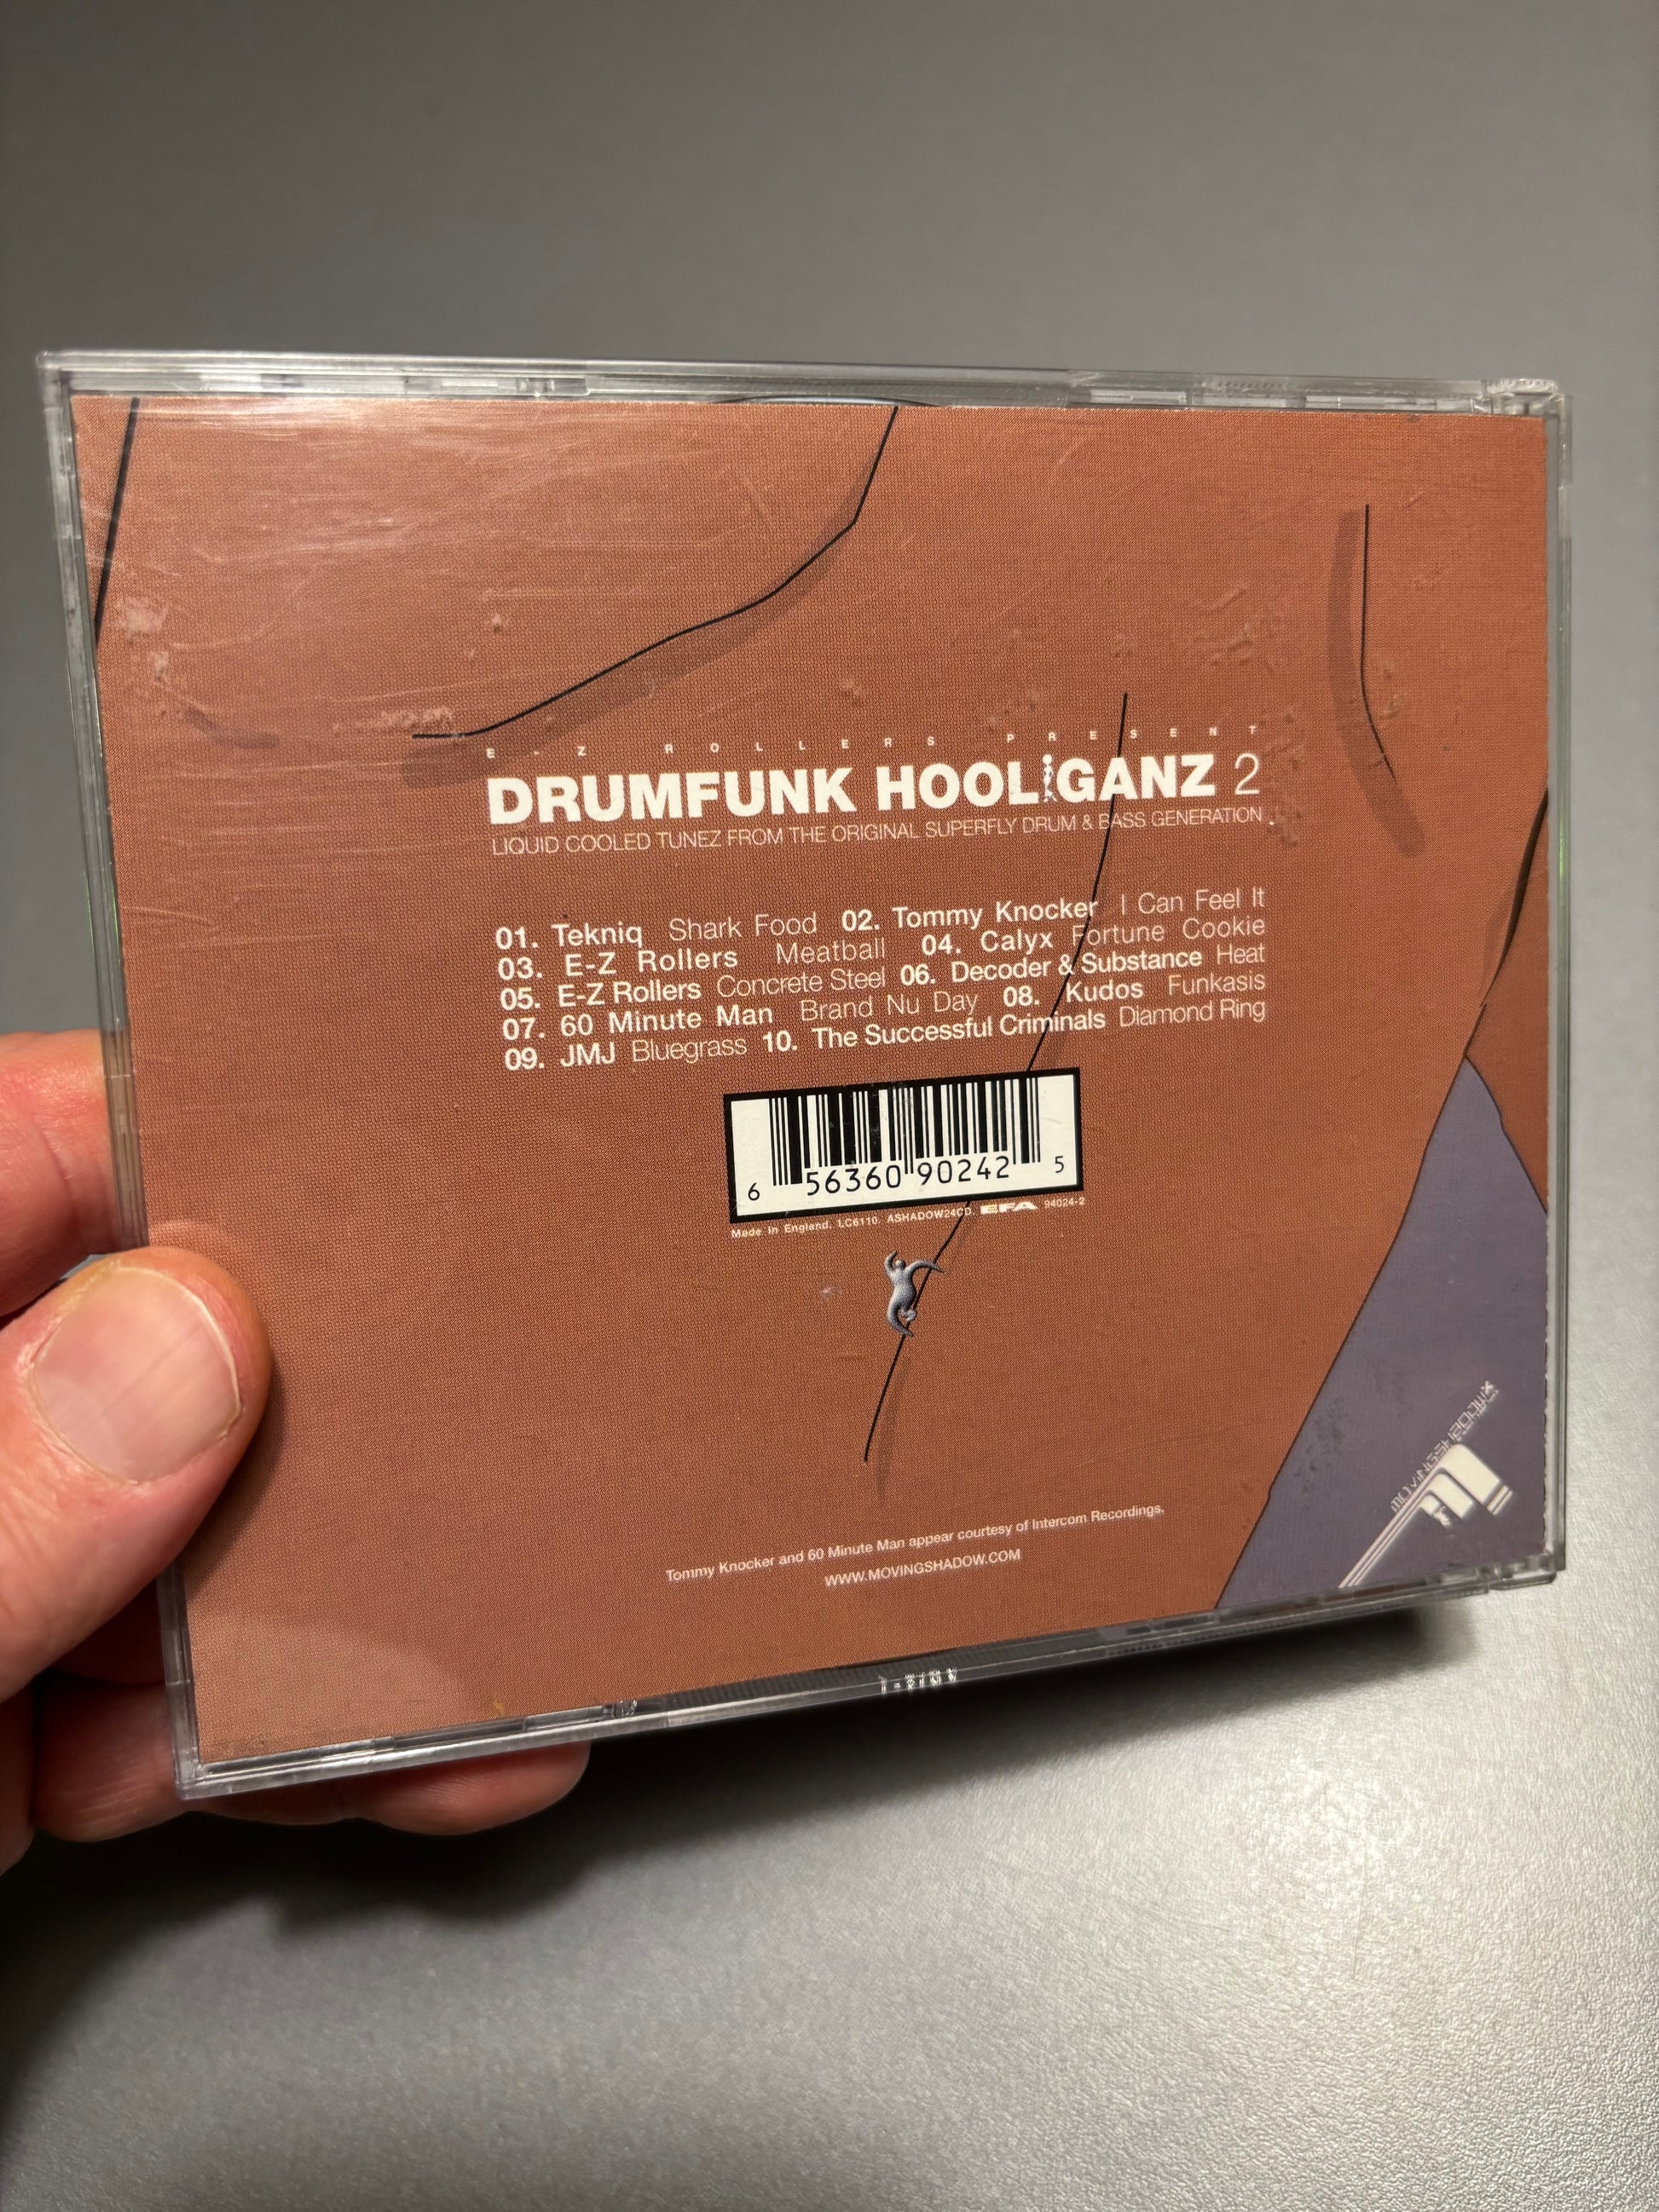 E-Z ROLLERS PRESENT
DRUMFUNK HOOLiGANZ 2
LIQUID COOLED TUNEZ FROM THE ORIGINAL SUPERFLY DRUM & BASS GENERATION.
01. Tekniq Shark Food 02. Tommy Knocker I Can Feel It
03. E-Z Rollers Meatball 04. Calyx Fortune Cookie
05. E-Z Rollers Concrete Steel 06. Decoder & Substance Heat
07. 60 Minute Man Brand Nu Day 08. Kudos Funkasis
09. JMJ Bluegrass 10. The Successful Criminals Diamond Ring
6 56360 90242 5
Made in England. LC6110. ASHADOW24CD. EFA 94024-2
MOVINGSHADOW
Tommy Knocker and 60 Minute Man appear courtesy of Intercom Recordings.
WWW.MOVINGSHADOW.COM